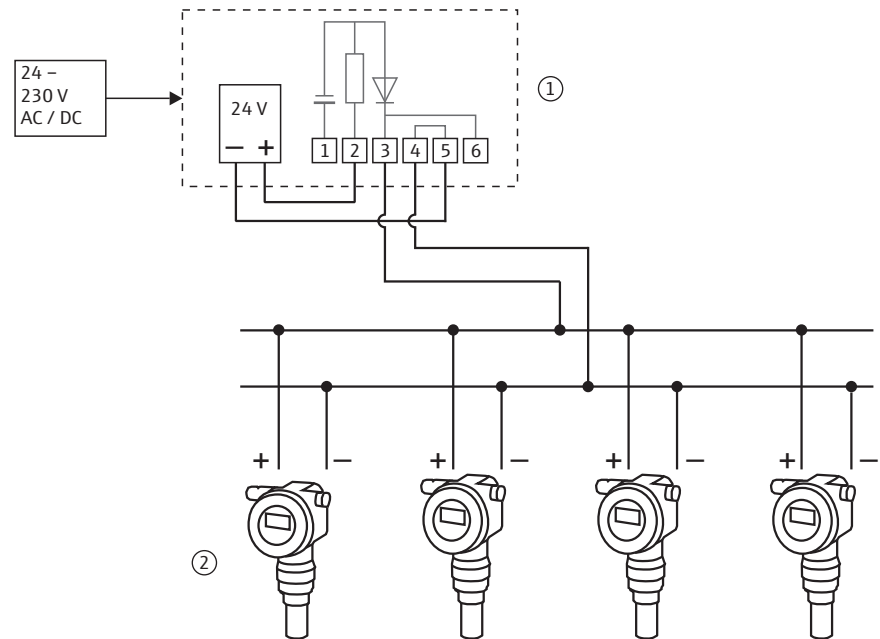 24 –
230 V
AC / DC
24 V
– +
1 2 3 4 5 6
①
+ – + – + – + –
②